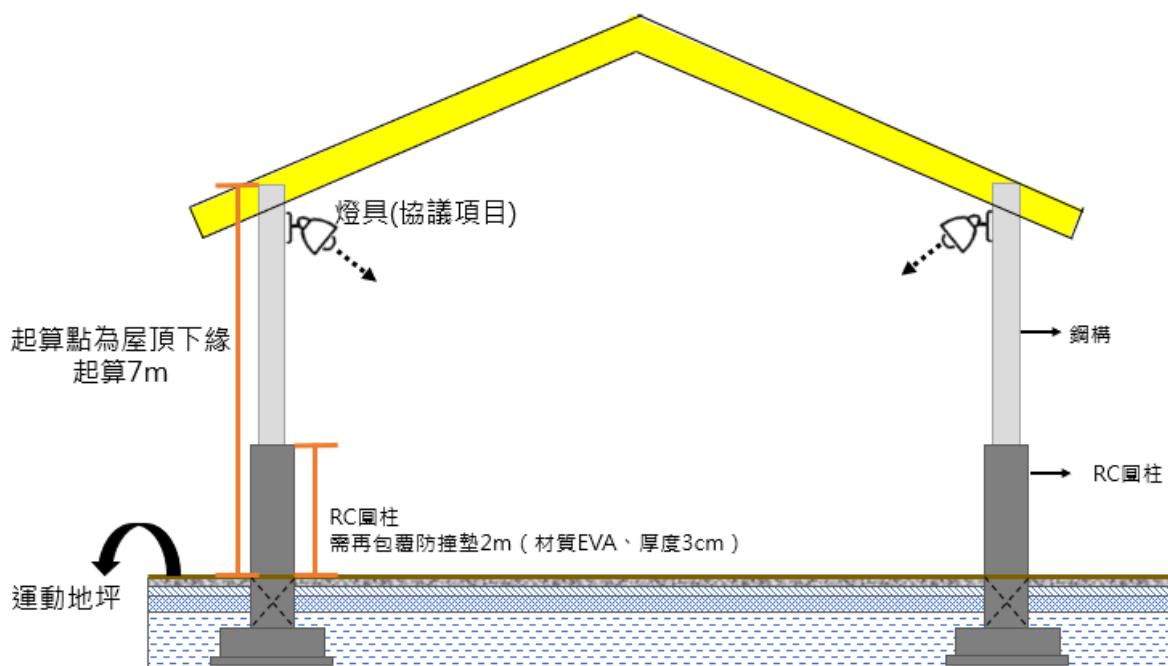 燈具(協議項目)
起算點為屋頂下緣
起算7m
鋼構
RC圓柱
RC圓柱
需再包覆防撞墊2m（材質EVA、厚度3cm）
運動地坪